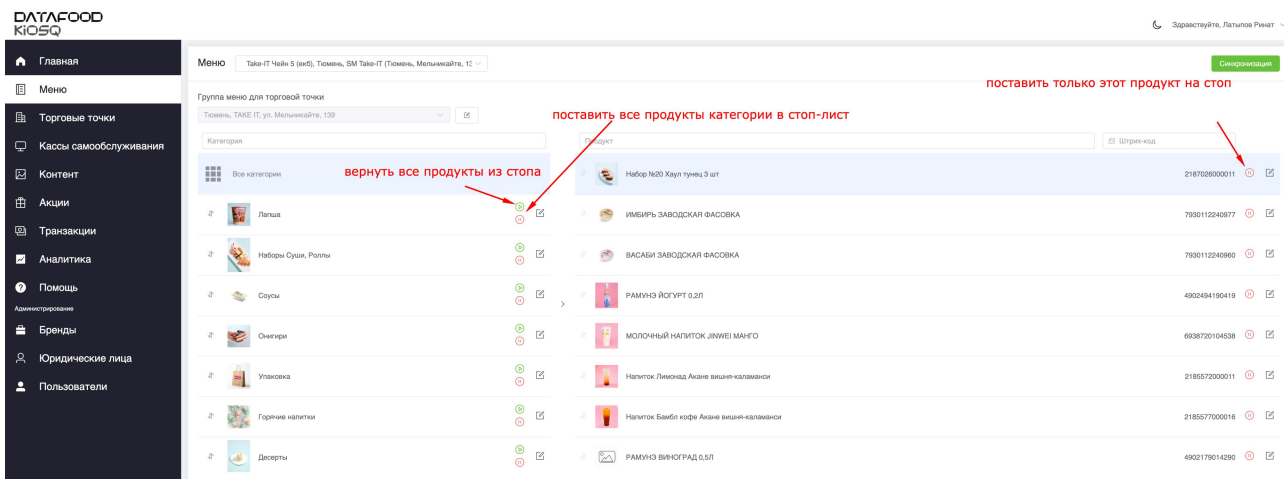 DATAFOOD
KiOSQ
Здравствуйте, Латыпов Ринат
Главная
Меню
Торговые точки
Кассы самообслуживания
Контент
Акции
Транзакции
Аналитика
Помощь
Администрирование
Бренды
Юридические лица
Пользователи
Меню
Take-IT Чейн 5 (екб), Тюмень, SM Take-IT (Тюмень, Мельникайте, 13
Синхронизация
поставить только этот продукт на стоп
Группа меню для торговой точки
Тюмень, TAKE IT, ул. Мельникайте, 139
поставить все продукты категории в стоп-лист
Категория
Продукт
Штрих-код
Все категории
вернуть все продукты из стопа
Набор №20 Хаул тунец 3 шт
2187026000011
Лапша
ИМБИРЬ ЗАВОДСКАЯ ФАСОВКА
7930112240977
Наборы Суши, Роллы
ВАСАБИ ЗАВОДСКАЯ ФАСОВКА
7930112240960
Соусы
РАМУНЭ ЙОГУРТ 0,2Л
4902494190419
Онигири
МОЛОЧНЫЙ НАПИТОК JINWEI МАНГО
6938720104538
Упаковка
Напиток Лимонад Акане вишня-каламанси
2185572000011
Горячие напитки
Напиток Бамбл кофе Акане вишня-каламанси
2185577000016
Десерты
РАМУНЭ ВИНОГРАД 0,5Л
4902179014290